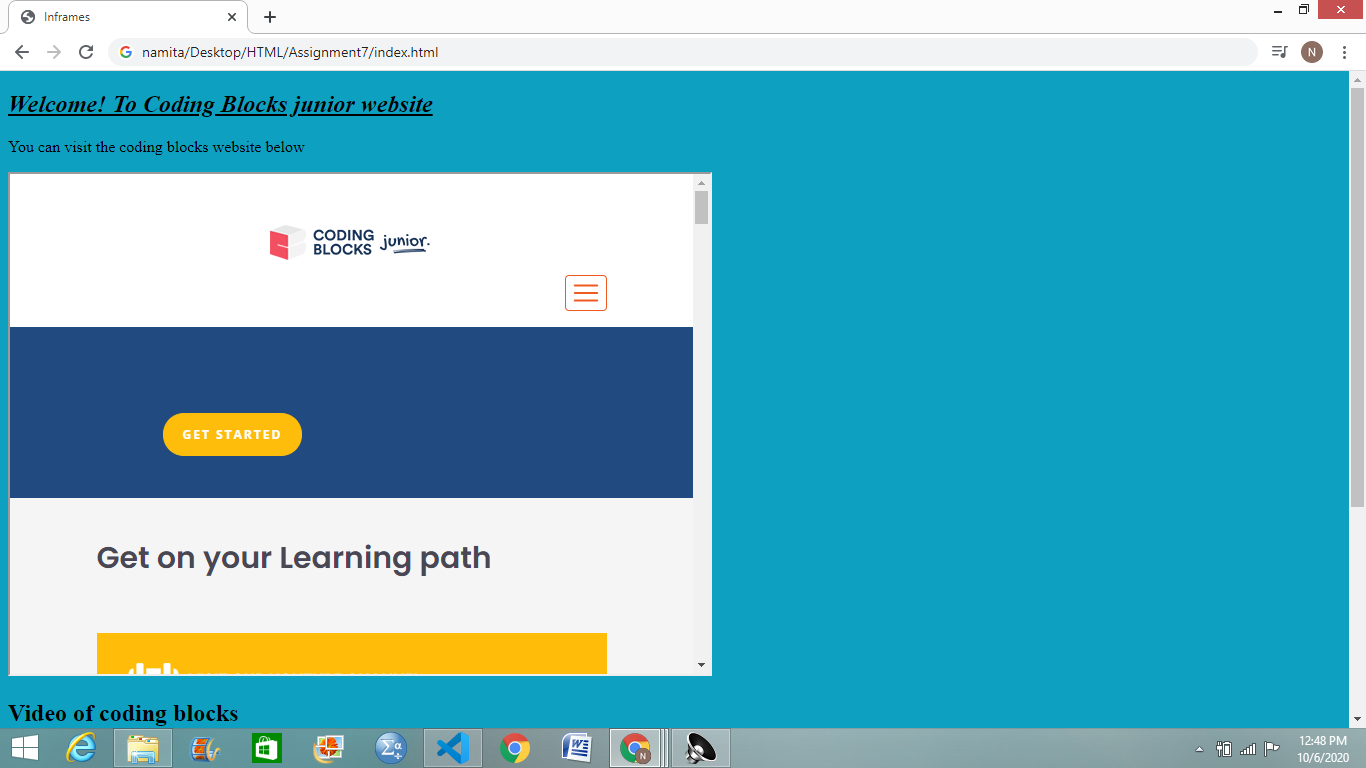 Inframes
namita/Desktop/HTML/Assignment7/index.html
N
Welcome! To Coding Blocks junior website
You can visit the coding blocks website below
CODING
BLOCKS junior.
GET STARTED
Get on your Learning path
Video of coding blocks
N
12:48 PM
10/6/2020